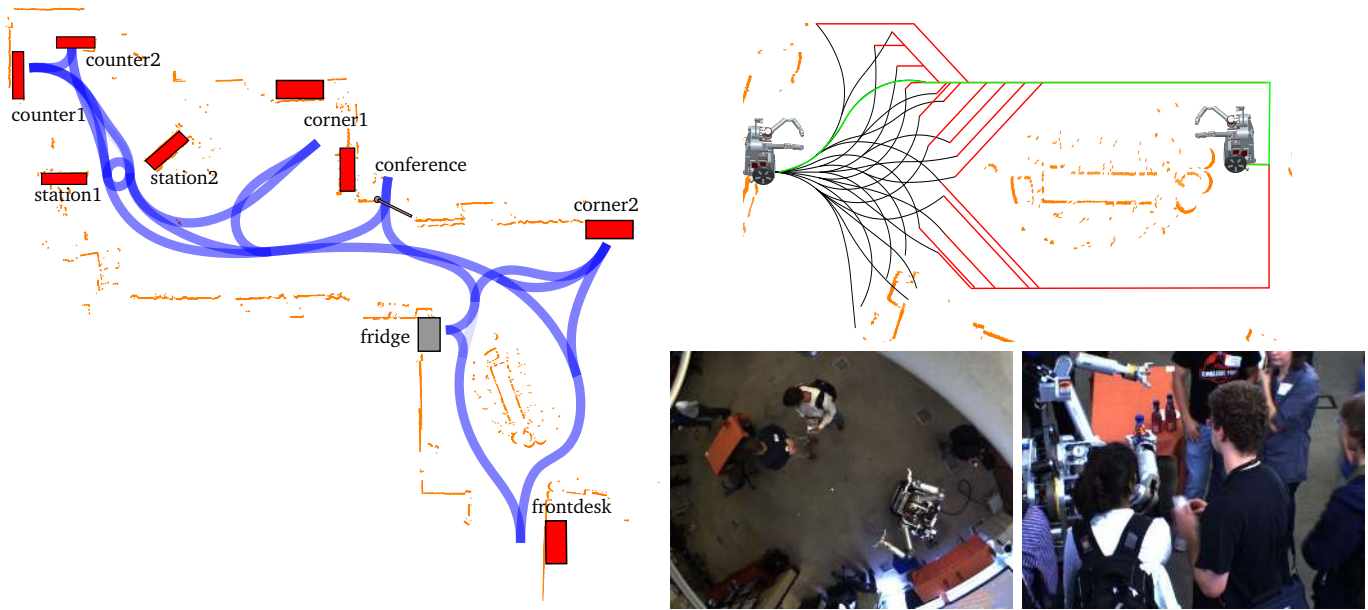 counter2
counter1
corner1
conference
station2
station1
corner2
fridge
frontdesk